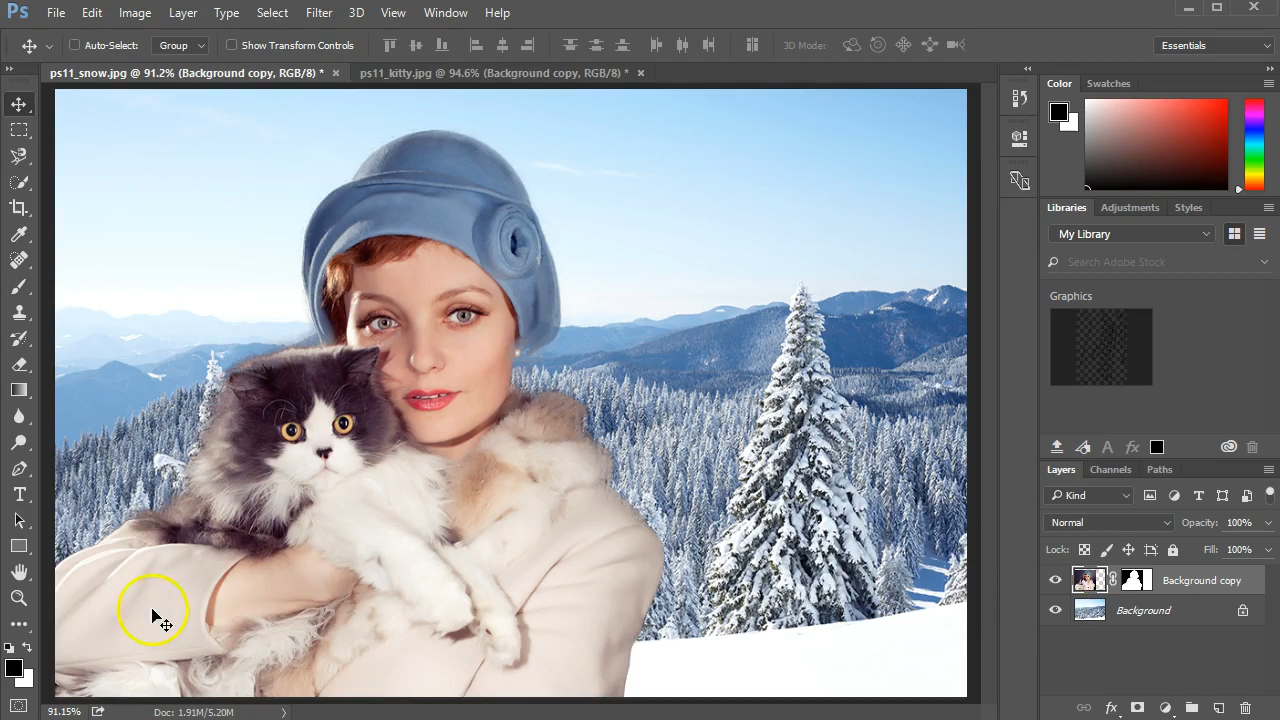 Ps File Edit Image Layer Type Select Filter 3D View Window Help
Auto-Select: Group Show Transform Controls 3D Mode: Essentials
ps11_snow.jpg @ 91.2% (Background copy, RGB/8) * × ps11_kitty.jpg @ 94.6% (Background copy, RGB/8) * ×
Color Swatches
Libraries Adjustments Styles
My Library
Search Adobe Stock
Graphics
Layers Channels Paths
Kind
Normal Opacity: 100%
Lock: Fill: 100%
Background copy
Background
91.15% Doc: 1.91M/5.20M